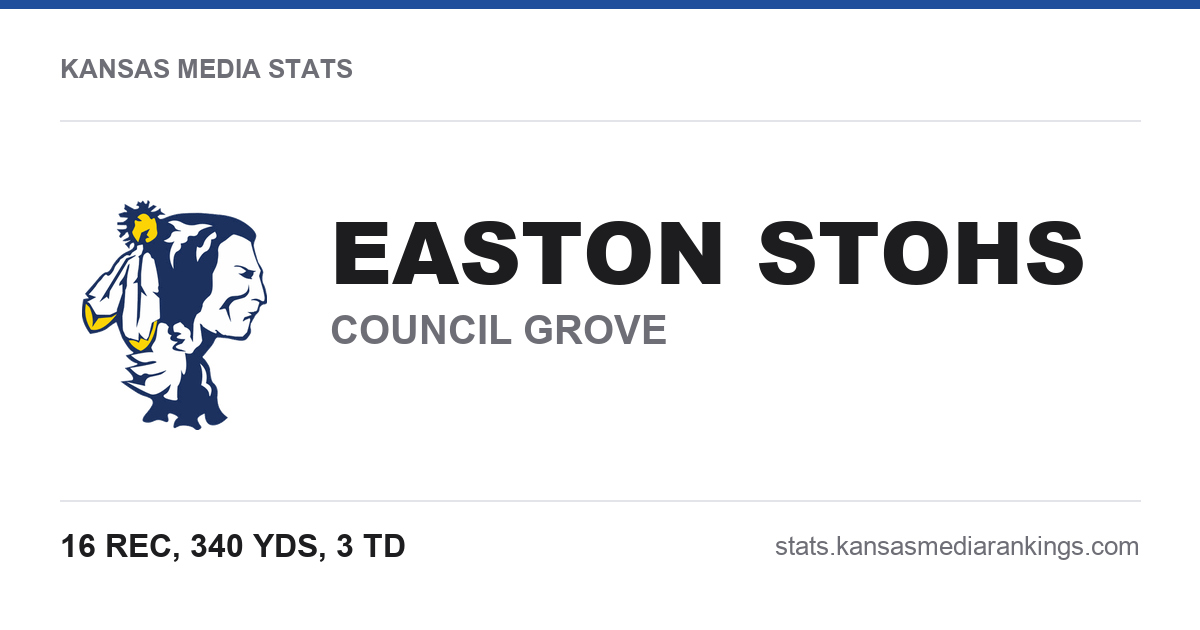 KANSAS MEDIA STATS
EASTON STOHS
COUNCIL GROVE
16 REC, 340 YDS, 3 TD
stats.kansasmediarankings.com